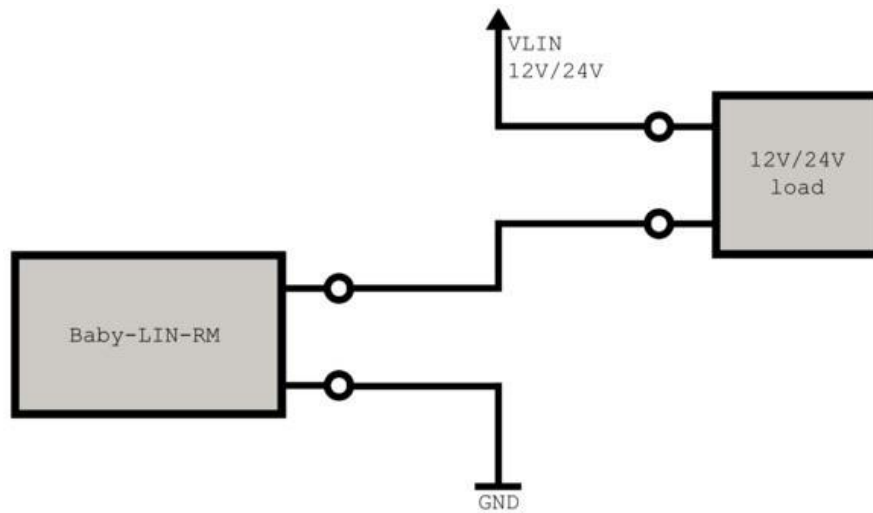 VLIN
12V/24V
12V/24V
load
Baby-LIN-RM
GND